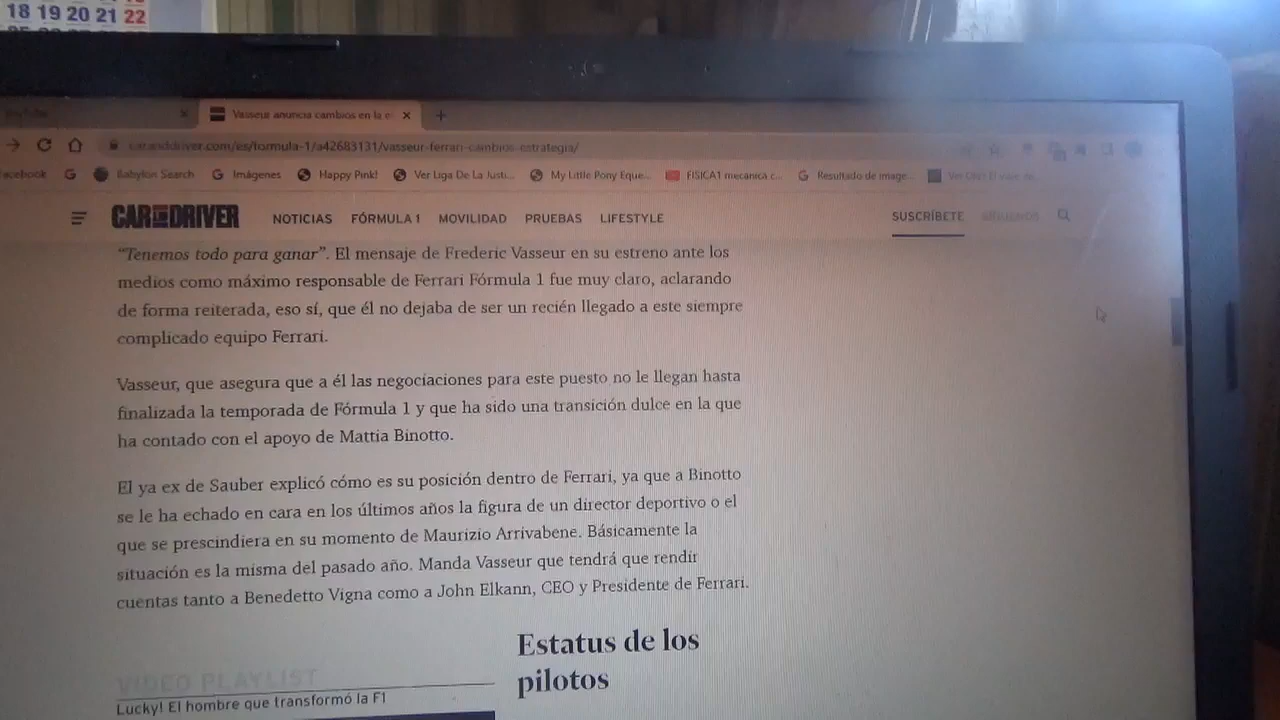 18 19 20 21 22
Vasseur anuncia cambios en la e
caranddriver.com/es/formula-1/a42683131/vasseur-ferrari-cambios-estrategia/
acebook
Babylon Search
Imágenes
Happy Pink!
Ver Liga De La Justi...
My Little Pony Eque...
FISICA1 mecanica c...
Resultado de image...
CAR AND DRIVER
NOTICIAS
FÓRMULA 1
MOVILIDAD
PRUEBAS
LIFESTYLE
SUSCRÍBETE
SÍGUENOS
“Tenemos todo para ganar”. El mensaje de Frederic Vasseur en su estreno ante los
medios como máximo responsable de Ferrari Fórmula 1 fue muy claro, aclarando
de forma reiterada, eso sí, que él no dejaba de ser un recién llegado a este siempre
complicado equipo Ferrari.
Vasseur, que asegura que a él las negociaciones para este puesto no le llegan hasta
finalizada la temporada de Fórmula 1 y que ha sido una transición dulce en la que
ha contado con el apoyo de Mattia Binotto.
El ya ex de Sauber explicó cómo es su posición dentro de Ferrari, ya que a Binotto
se le ha echado en cara en los últimos años la figura de un director deportivo o el
que se prescindiera en su momento de Maurizio Arrivabene. Básicamente la
situación es la misma del pasado año. Manda Vasseur que tendrá que rendir
cuentas tanto a Benedetto Vigna como a John Elkann, CEO y Presidente de Ferrari.
Estatus de los
pilotos
VIDEO PLAYLIST
Lucky! El hombre que transformó la F1